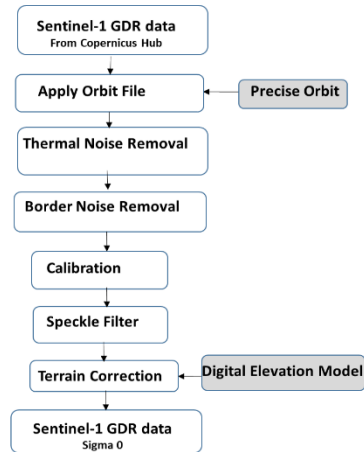 Sentinel-1 GDR data
From Copernicus Hub
Apply Orbit File
Precise Orbit
Thermal Noise Removal
Border Noise Removal
Calibration
Speckle Filter
Terrain Correction
Digital Elevation Model
Sentinel-1 GDR data
Sigma 0